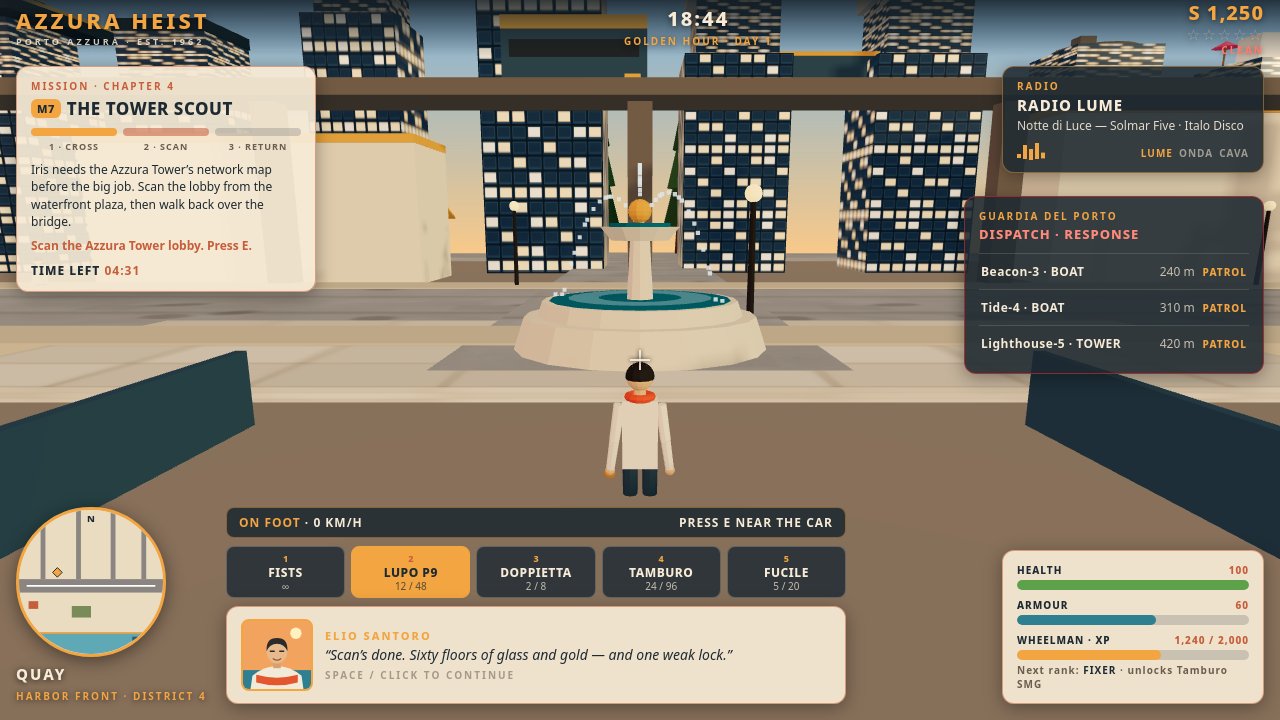 AZZURA HEIST
PORTO AZZURA · EST. 1962
18:44
GOLDEN HOUR · DAY 1
S 1,250
☆☆☆☆☆
CLEAN
MISSION · CHAPTER 4
M7 THE TOWER SCOUT
1 · CROSS 2 · SCAN 3 · RETURN
Iris needs the Azzura Tower's network map
before the big job. Scan the lobby from the
waterfront plaza, then walk back over the
bridge.
Scan the Azzura Tower lobby. Press E.
TIME LEFT 04:31
RADIO
RADIO LUME
Notte di Luce — Solmar Five · Italo Disco
LUME ONDA CAVA
GUARDIA DEL PORTO
DISPATCH · RESPONSE
Beacon-3 · BOAT 240 m PATROL
Tide-4 · BOAT 310 m PATROL
Lighthouse-5 · TOWER 420 m PATROL
N
QUAY
HARBOR FRONT · DISTRICT 4
ON FOOT · 0 KM/H PRESS E NEAR THE CAR
1 FISTS ∞
2 LUPO P9 12 / 48
3 DOPPIETTA 2 / 8
4 TAMBURO 24 / 96
5 FUCILE 5 / 20
ELIO SANTORO
“Scan's done. Sixty floors of glass and gold — and one weak lock.”
SPACE / CLICK TO CONTINUE
HEALTH 100
ARMOUR 60
WHEELMAN · XP 1,240 / 2,000
Next rank: FIXER · unlocks Tamburo
SMG